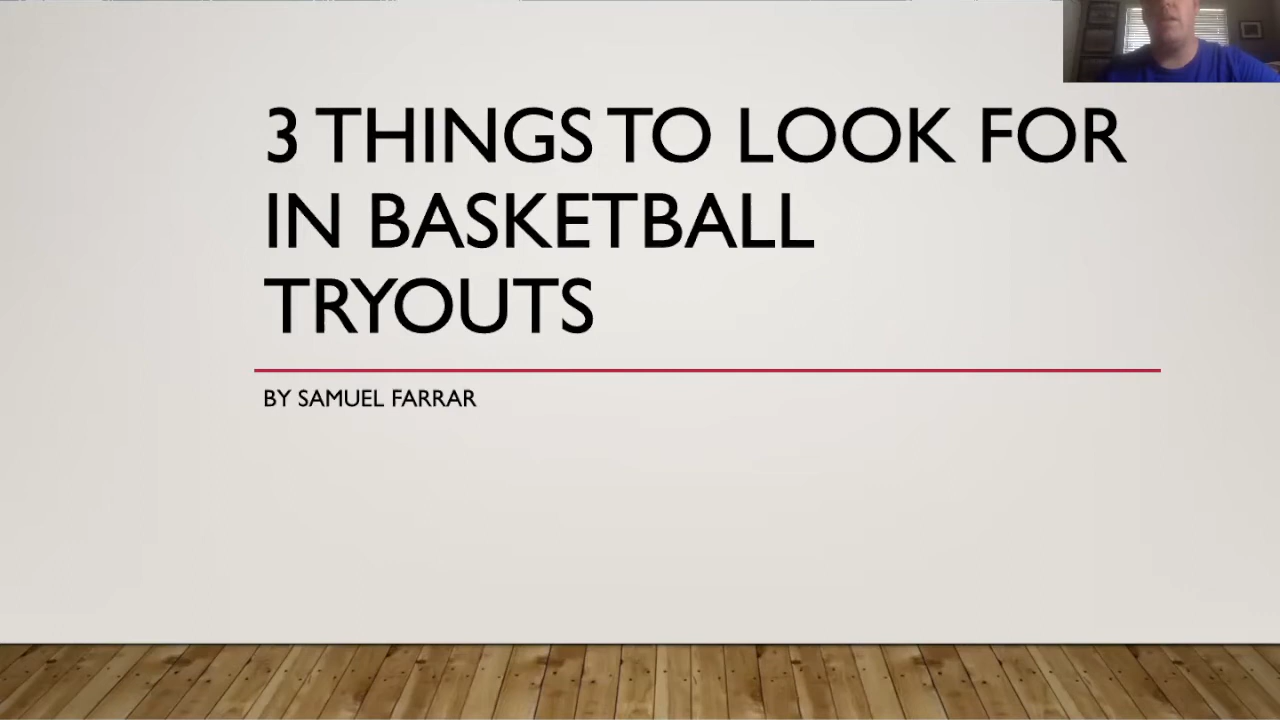 3 THINGS TO LOOK FOR
IN BASKETBALL
TRYOUTS
BY SAMUEL FARRAR